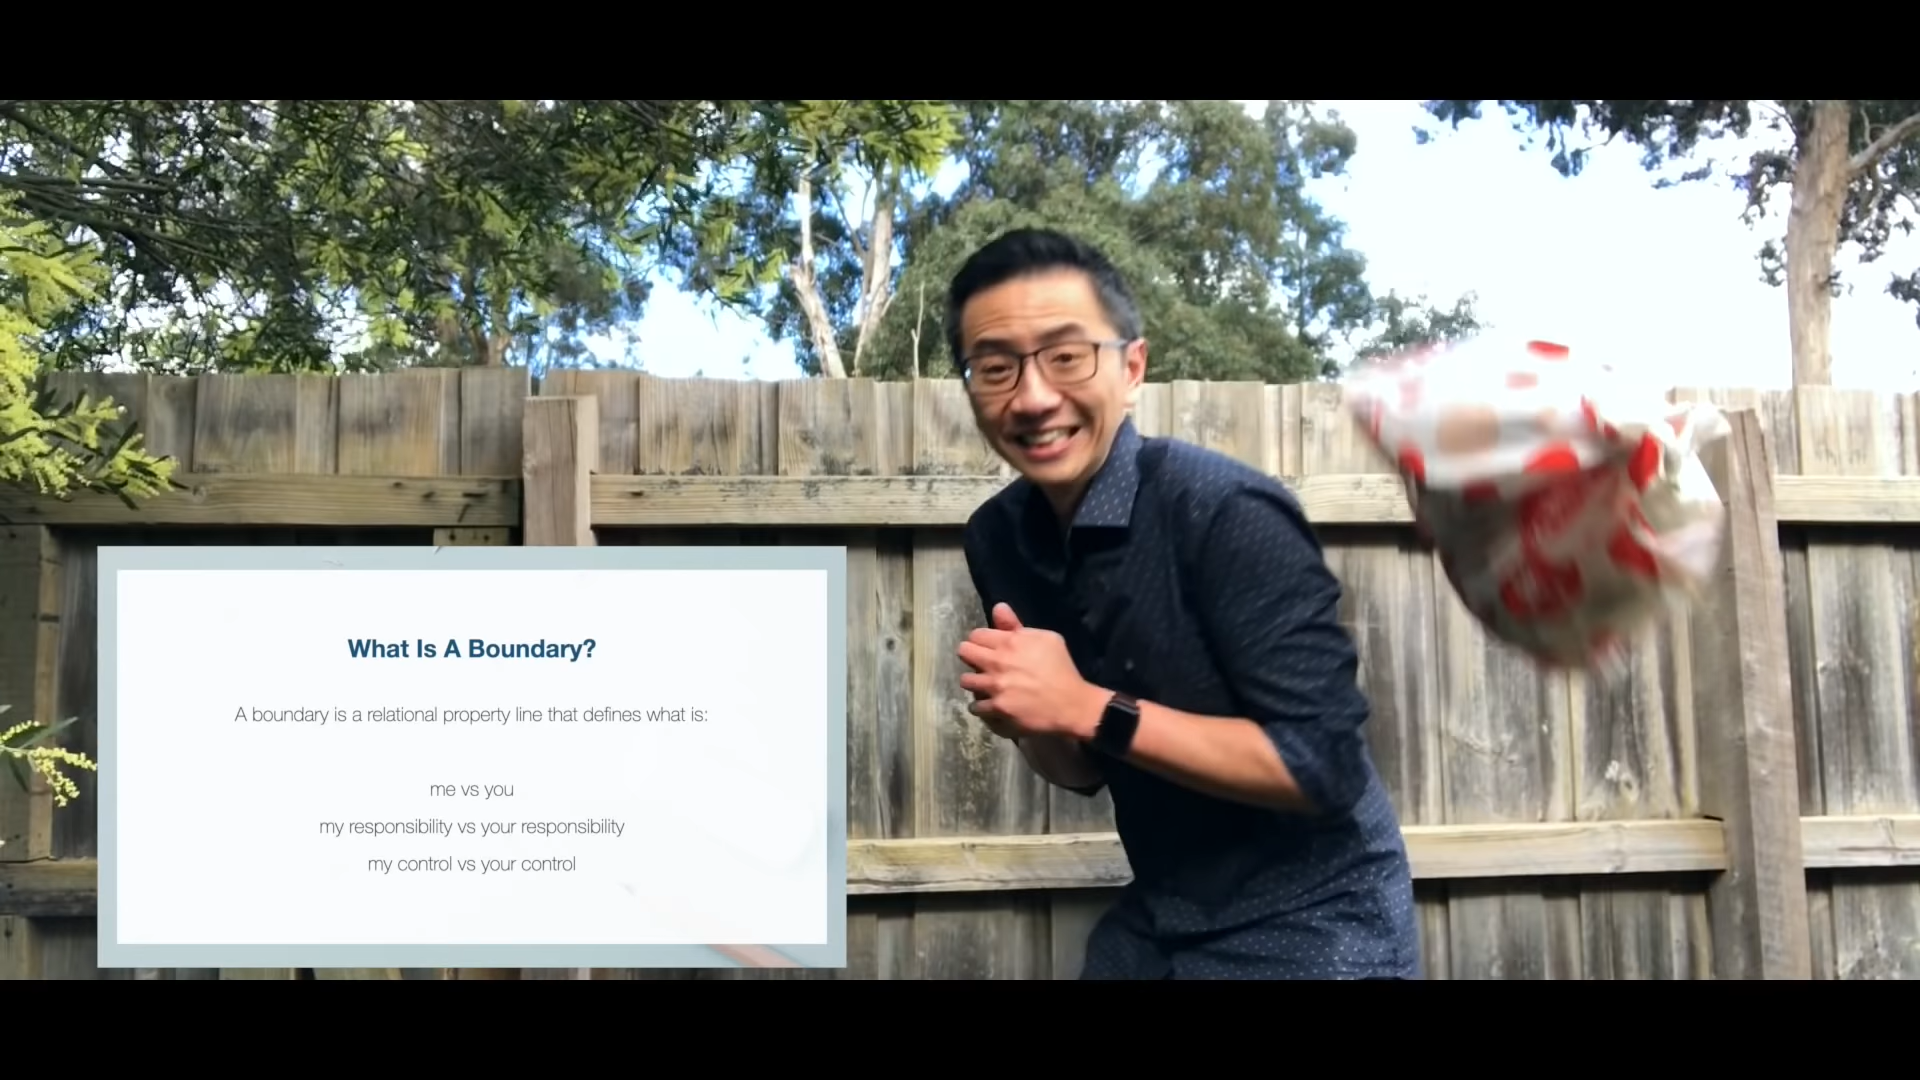 What Is A Boundary?
A boundary is a relational property line that defines what is:
me vs you
my responsibility vs your responsibility
my control vs your control